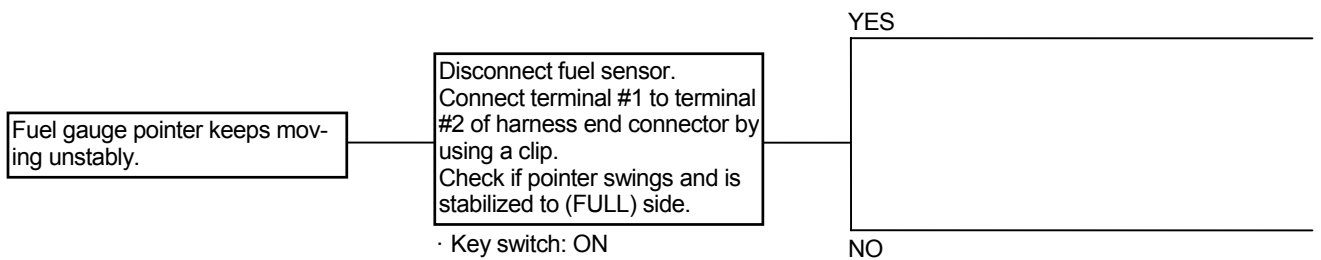 YES
Fuel gauge pointer keeps mov-
ing unstably.
Disconnect fuel sensor.
Connect terminal #1 to terminal
#2 of harness end connector by
using a clip.
Check if pointer swings and is
stabilized to (FULL) side.
· Key switch: ON
NO